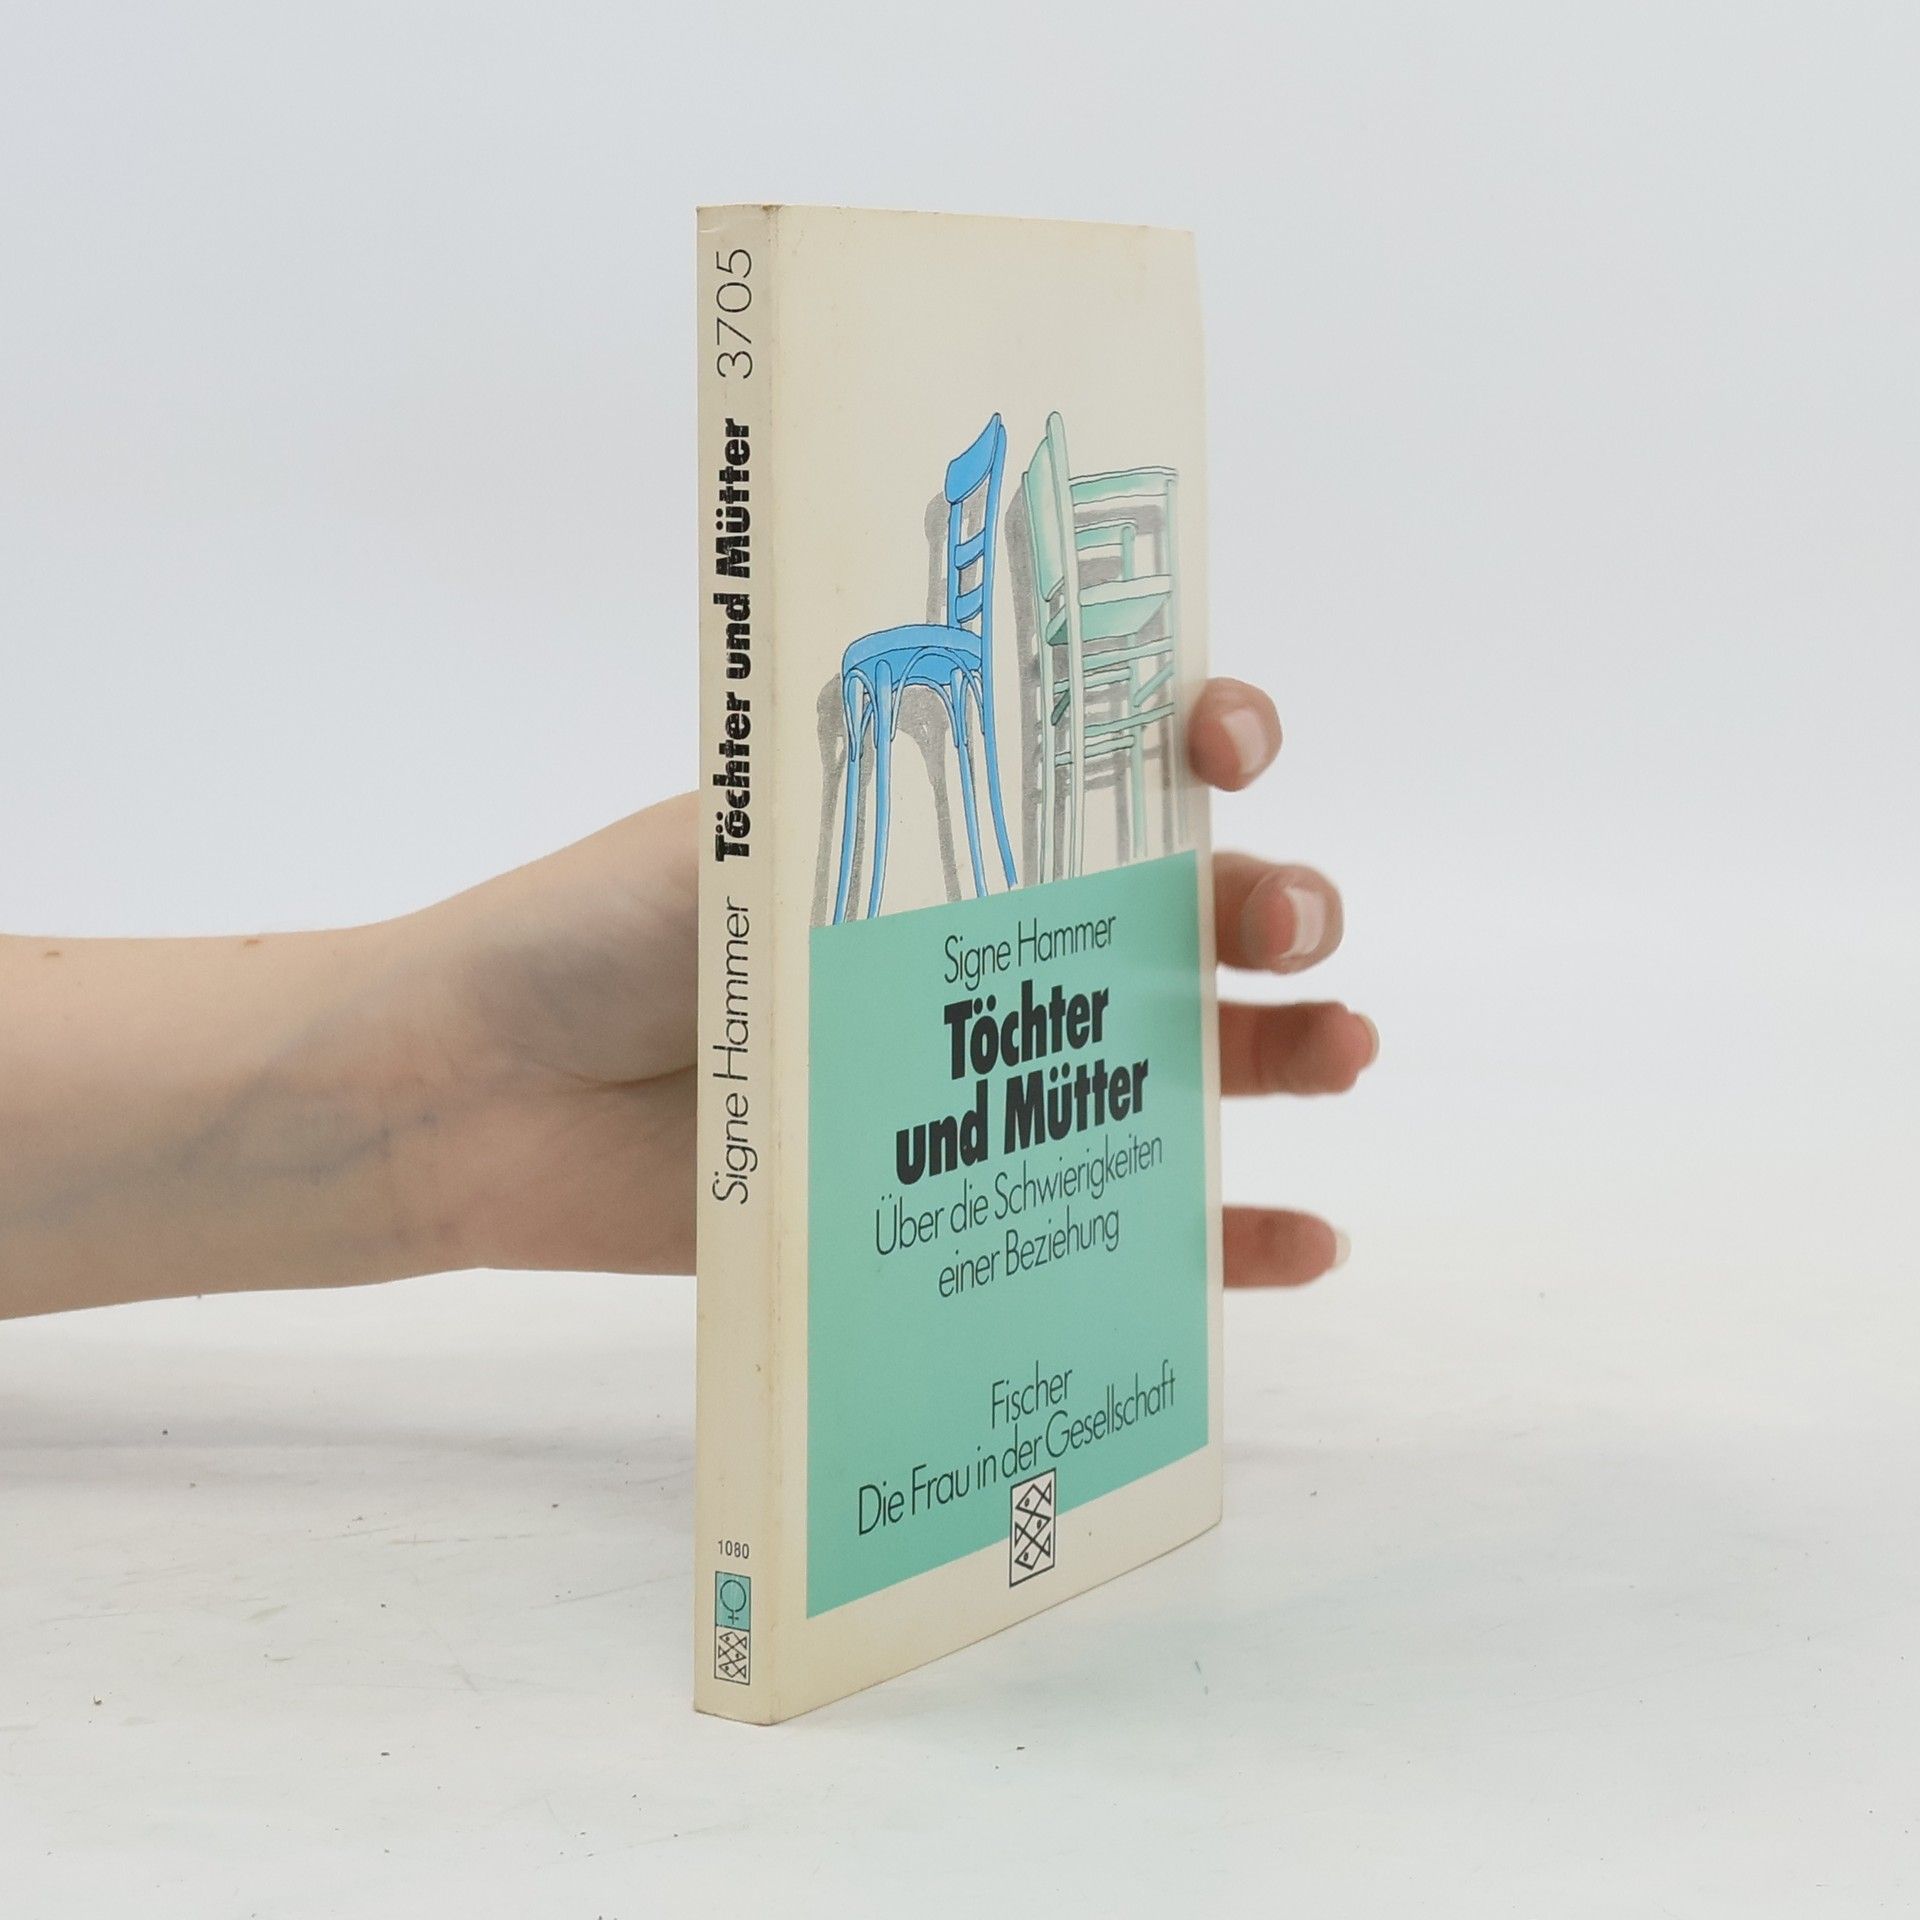 Signe Hammer Töchter und Mütter 3705
1080
Signe Hammer
Töchter
und Mütter
Über die Schwierigkeiten
einer Beziehung
Fischer
Die Frau in der Gesellschaft